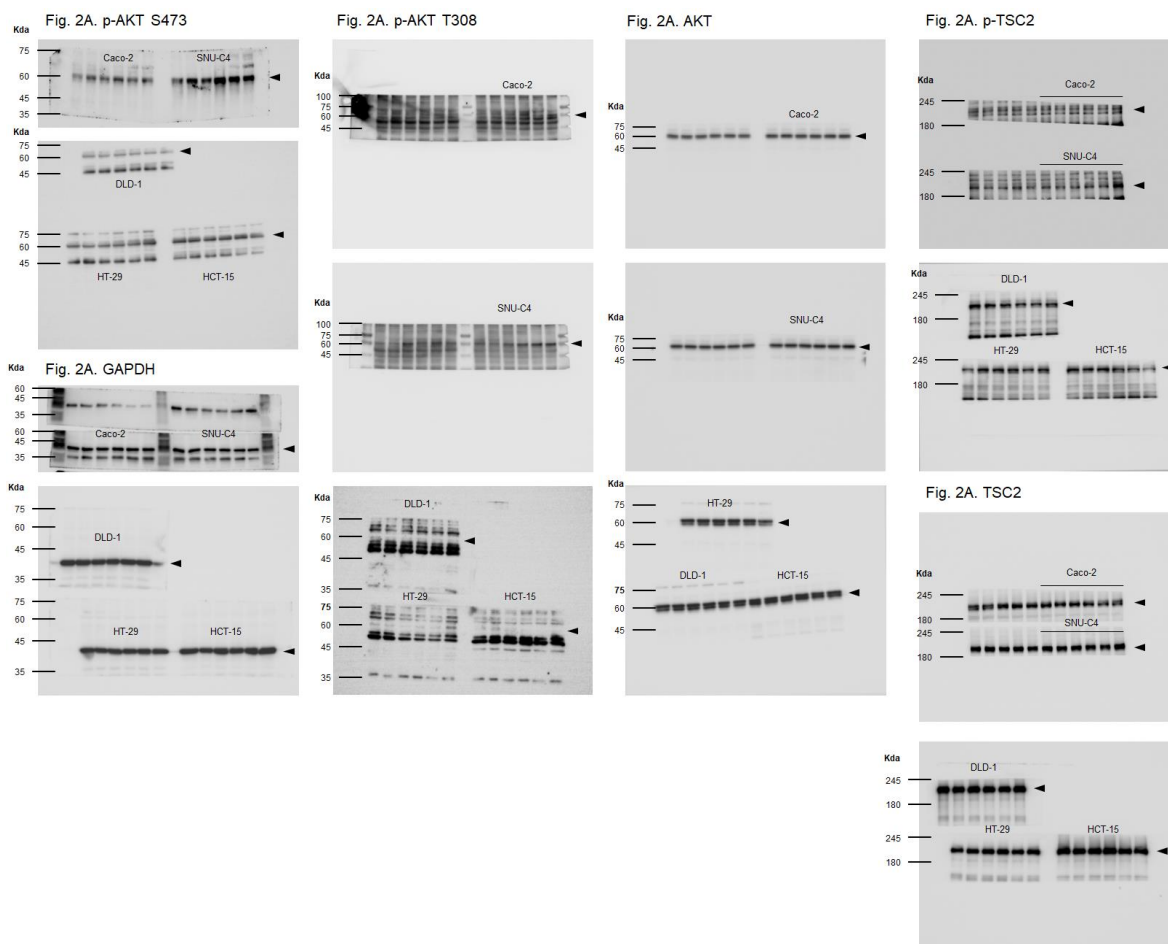 Fig. 2A. p-AKT S473
Kda
75
60
45
35
Caco-2
SNU-C4
Kda
75
60
45
DLD-1
75
60
45
HT-29
HCT-15
Fig. 2A. GAPDH
Kda
60
45
35
60
45
35
Caco-2
SNU-C4
Kda
75
60
45
35
DLD-1
75
60
45
35
HT-29
HCT-15
Fig. 2A. p-AKT T308
Kda
100
75
60
45
Caco-2
Kda
100
75
60
45
SNU-C4
Kda
75
60
45
35
DLD-1
75
60
45
35
HT-29
HCT-15
Fig. 2A. AKT
Kda
75
60
45
Caco-2
Kda
75
60
45
SNU-C4
Kda
75
60
45
HT-29
75
60
45
DLD-1
HCT-15
Fig. 2A. p-TSC2
Kda
245
180
Caco-2
245
180
SNU-C4
Kda
245
180
DLD-1
245
180
HT-29
HCT-15
Fig. 2A. TSC2
Kda
245
180
Caco-2
245
180
SNU-C4
Kda
245
180
DLD-1
245
180
HT-29
HCT-15